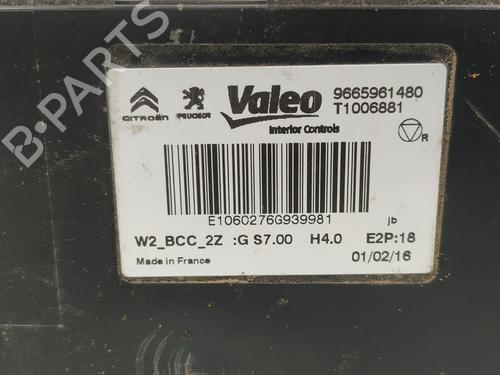 CITROËN PEUGEOT Valeo 9665961480
T1006881
Interior Controls
R
E1060276G939981 jb
W2_BCC_2Z :G S7.00 H4.0 E2P:18
Made in France 01/02/16
B-Parts